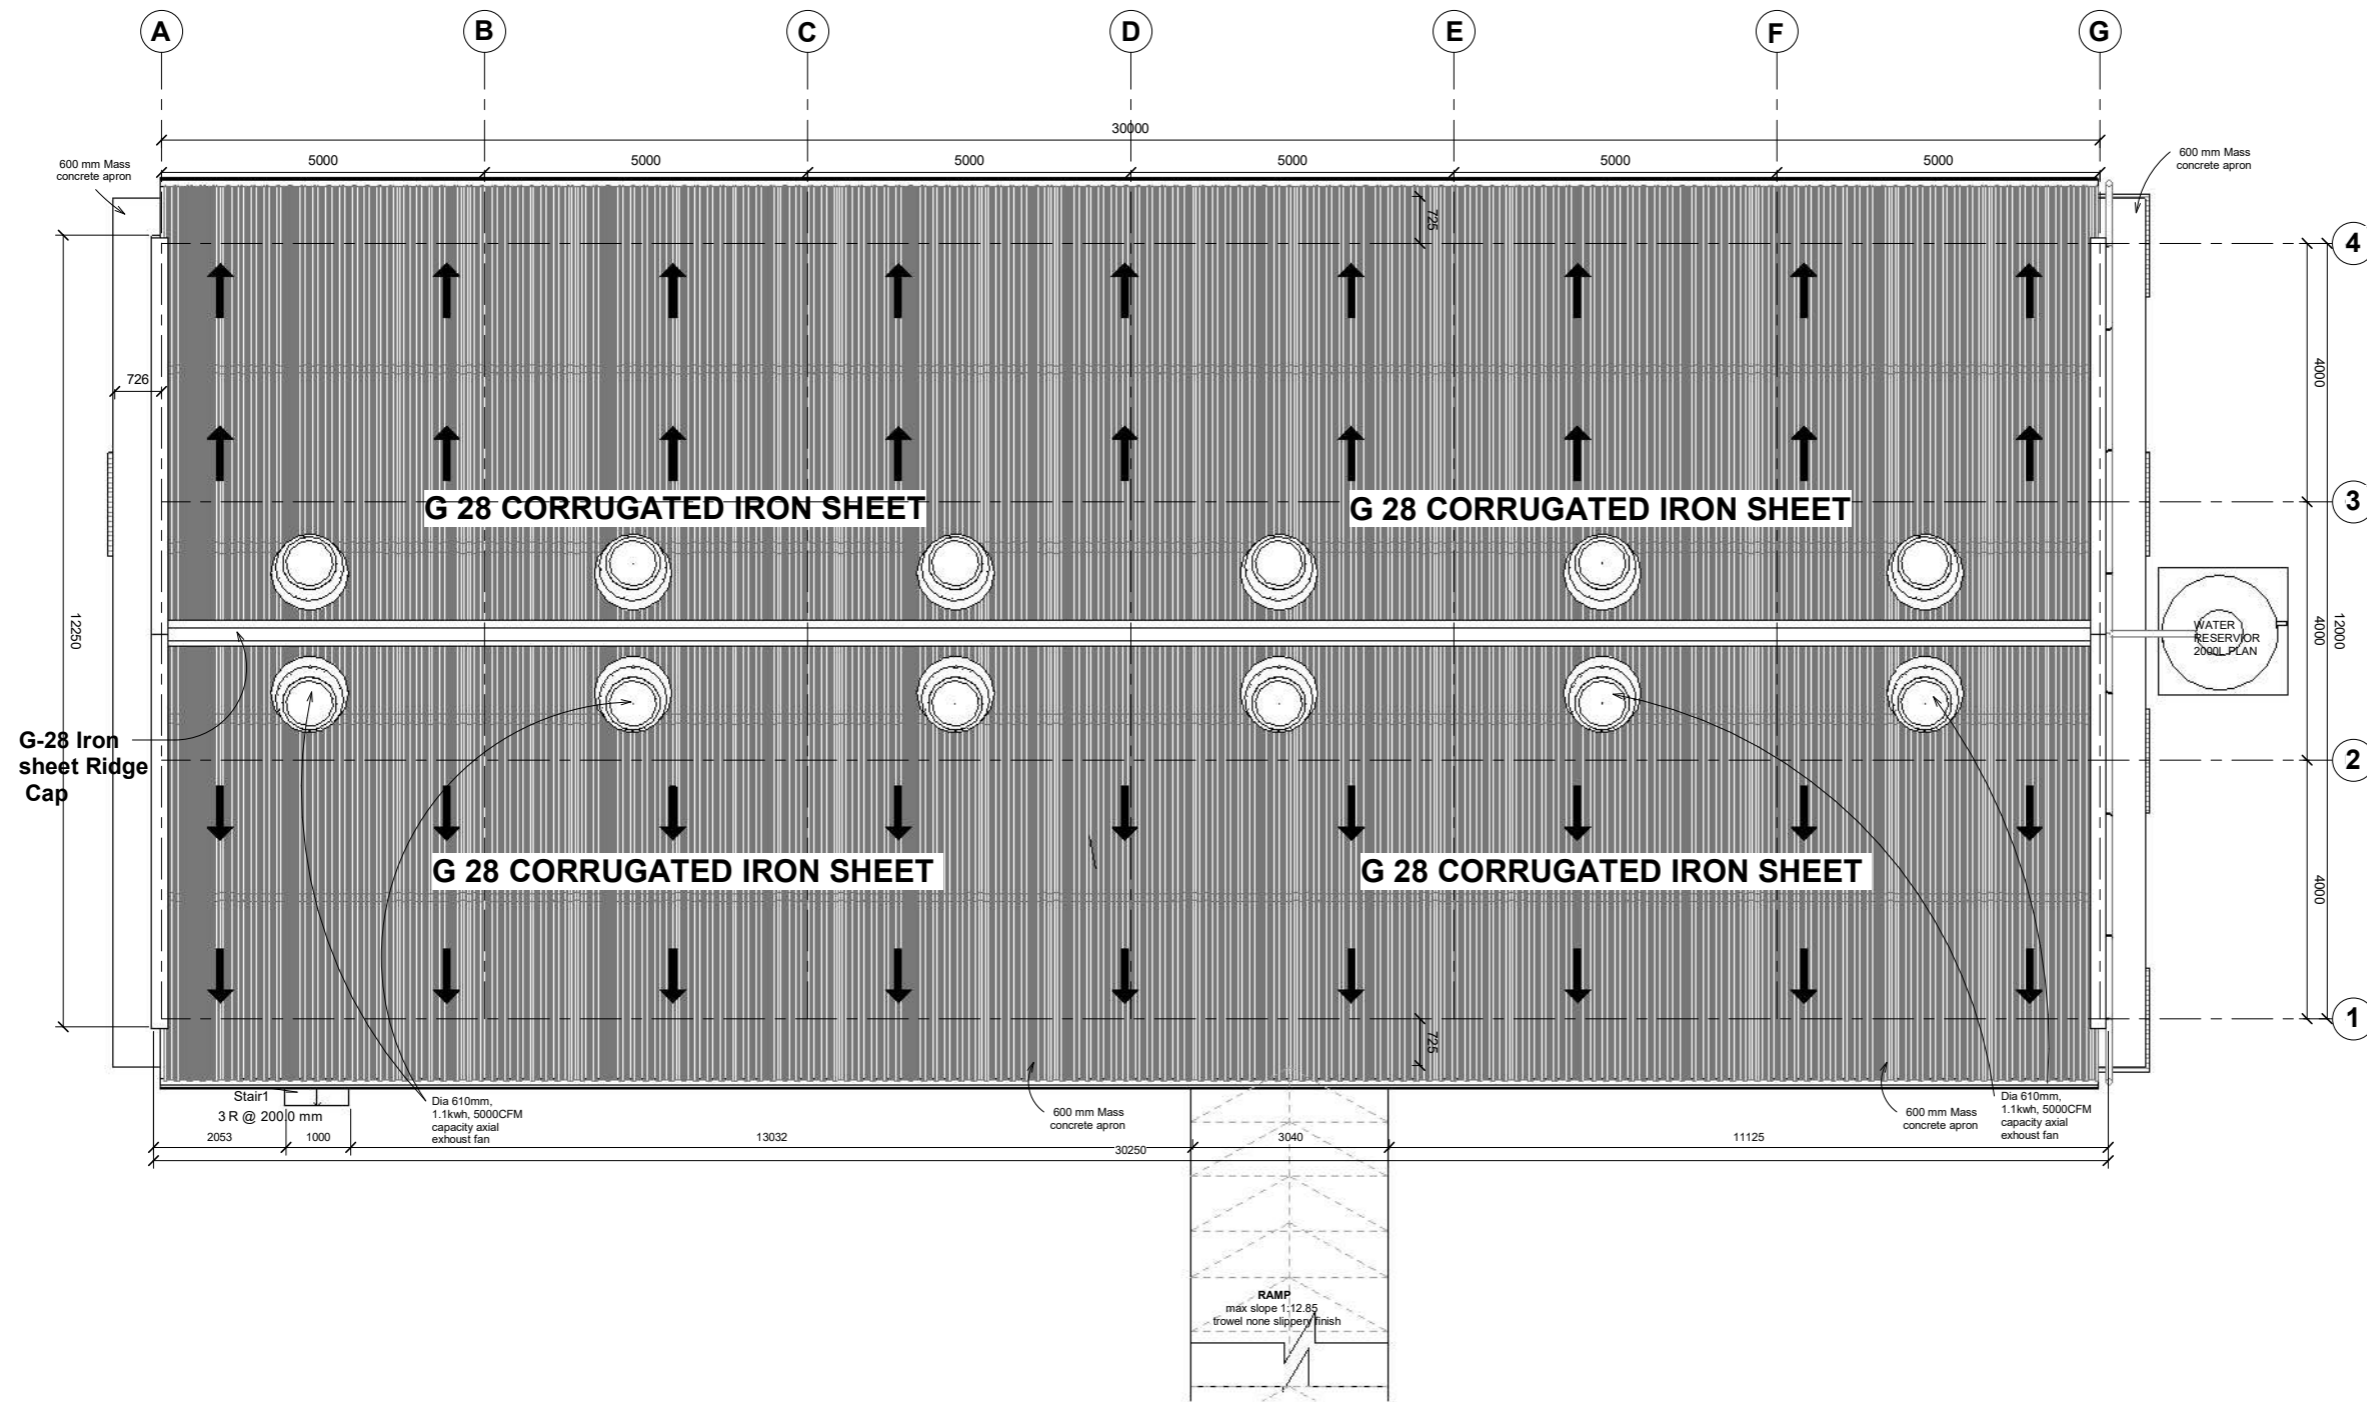 A
B
C
D
E
F
G
30000
5000
5000
5000
5000
5000
5000
600 mm Mass
concrete apron
600 mm Mass
concrete apron
725
4
726
4000
G 28 CORRUGATED IRON SHEET
G 28 CORRUGATED IRON SHEET
3
12250
4000
12000
WATER
RESERVIOR
2000L PLAN
G-28 Iron
sheet Ridge
Cap
2
G 28 CORRUGATED IRON SHEET
G 28 CORRUGATED IRON SHEET
4000
725
1
Stair1
3 R @ 200.0 mm
Dia 610mm,
1.1kwh, 5000CFM
capacity axial
exhoust fan
600 mm Mass
concrete apron
600 mm Mass
concrete apron
Dia 610mm,
1.1kwh, 5000CFM
capacity axial
exhoust fan
2053
1000
13032
3040
11125
30250
RAMP
max slope 1:12.85
trowel none slippery finish